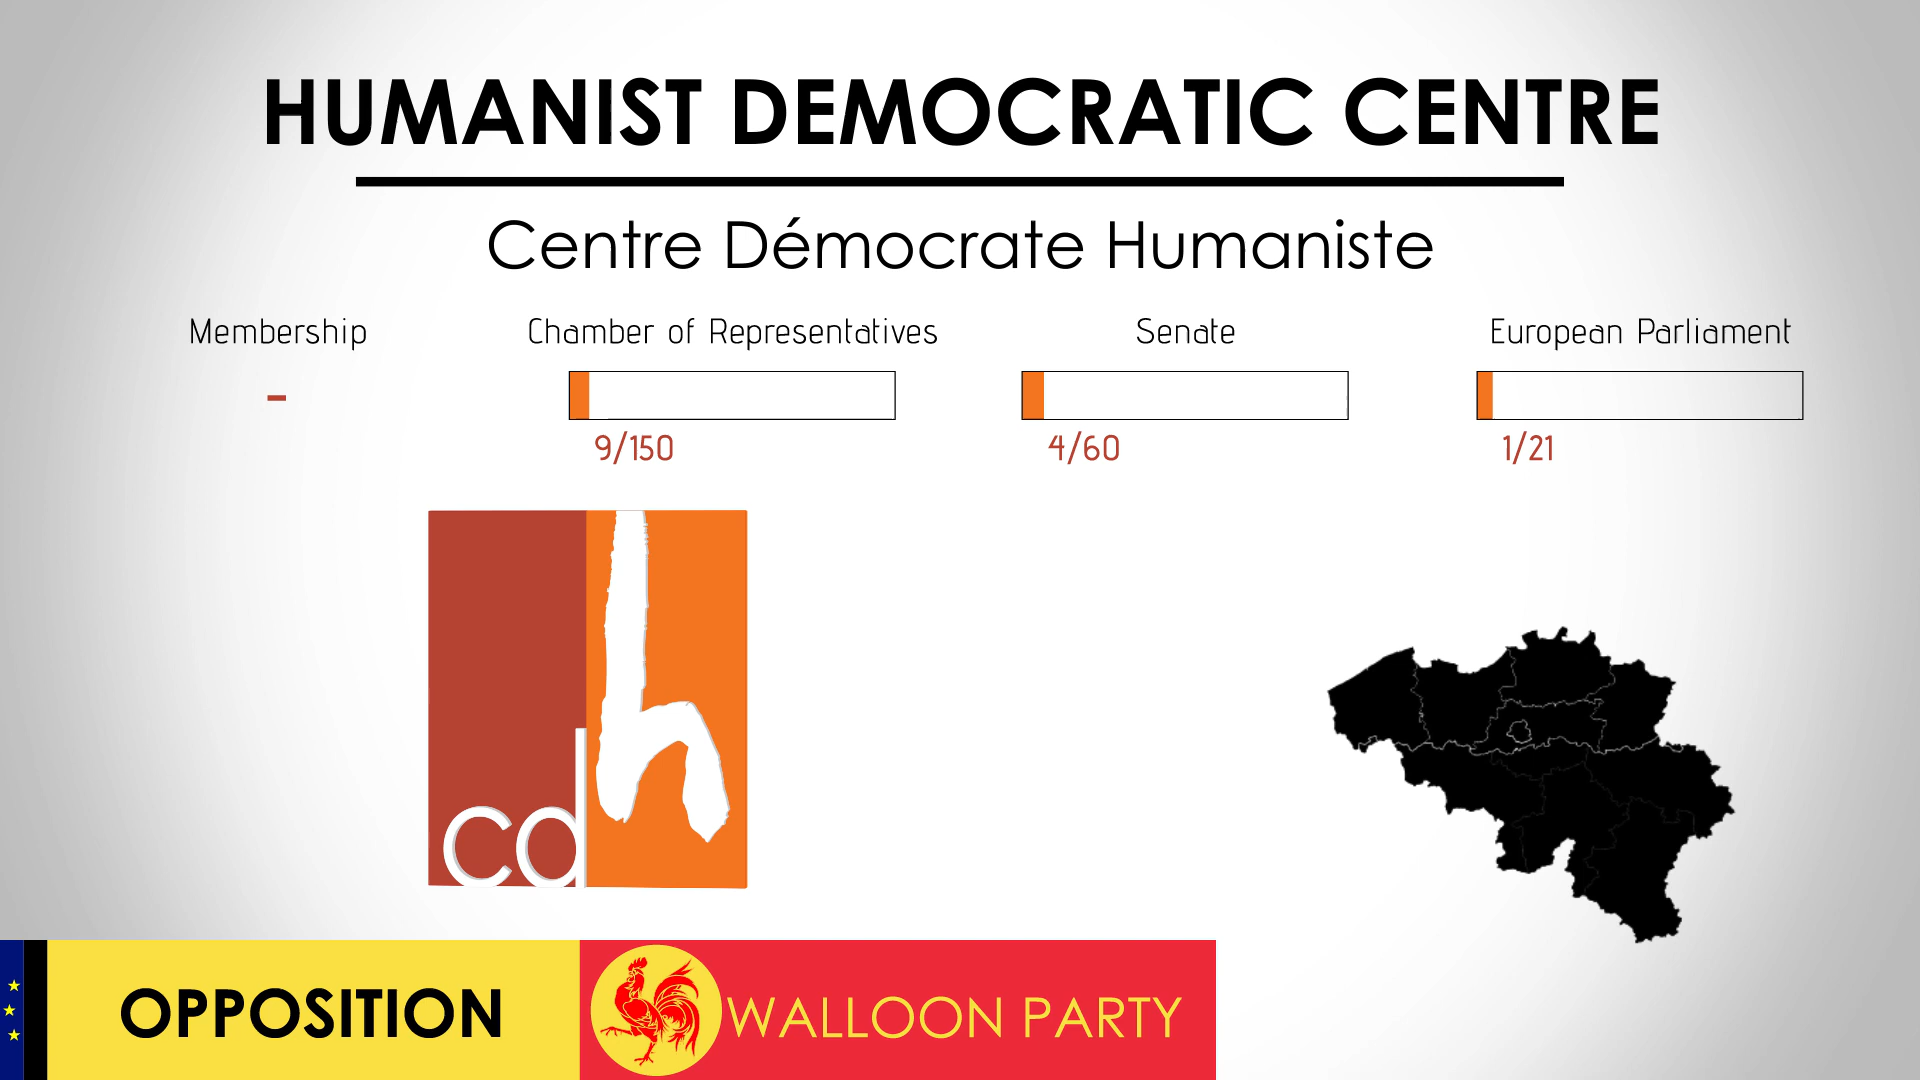 HUMANIST DEMOCRATIC CENTRE
Centre Démocrate Humaniste
Membership
-
Chamber of Representatives
9/150
Senate
4/60
European Parliament
1/21
cdh
OPPOSITION
WALLOON PARTY